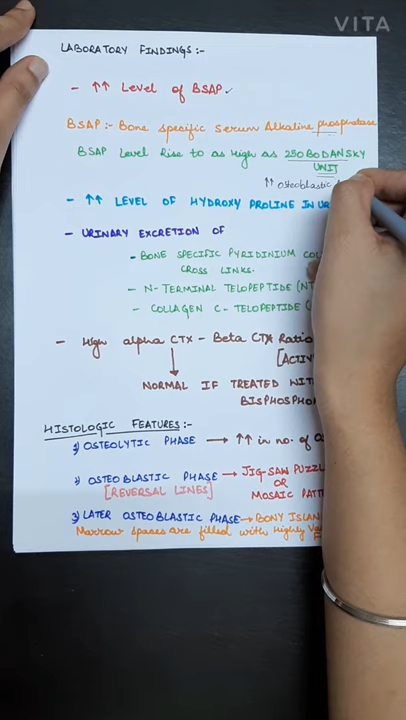 VITA
LABORATORY FINDINGS :-
- ↑↑ Level of BSAP ✓
BSAP :- Bone specific Serum Alkaline phosphatase
BSAP Level Rise to as High as 250 BODANSKY
UNIT
↑↑ osteoblastic
- ↑↑ LEVEL OF HYDROXY PROLINE IN
- URINARY EXCRETION OF
- BONE SPECIFIC PYRIDINIUM
CROSS LINKS.
- N-TERMINAL TELOPEPTIDE
- COLLAGEN C-TELOPEPTIDE
- High alpha CTX - Beta CTX Ratio
NORMAL IF TREATED
HISTOLOGIC FEATURES :-
1) OSTEOLYTIC PHASE → ↑↑ in no. of
2) OSTEOBLASTIC PHASE → JIG-SAW
[REVERSAL LINES] OR
MOSAIC
3) LATER OSTEOBLASTIC PHASE → BONY
Marrow spaces are filled with Highly